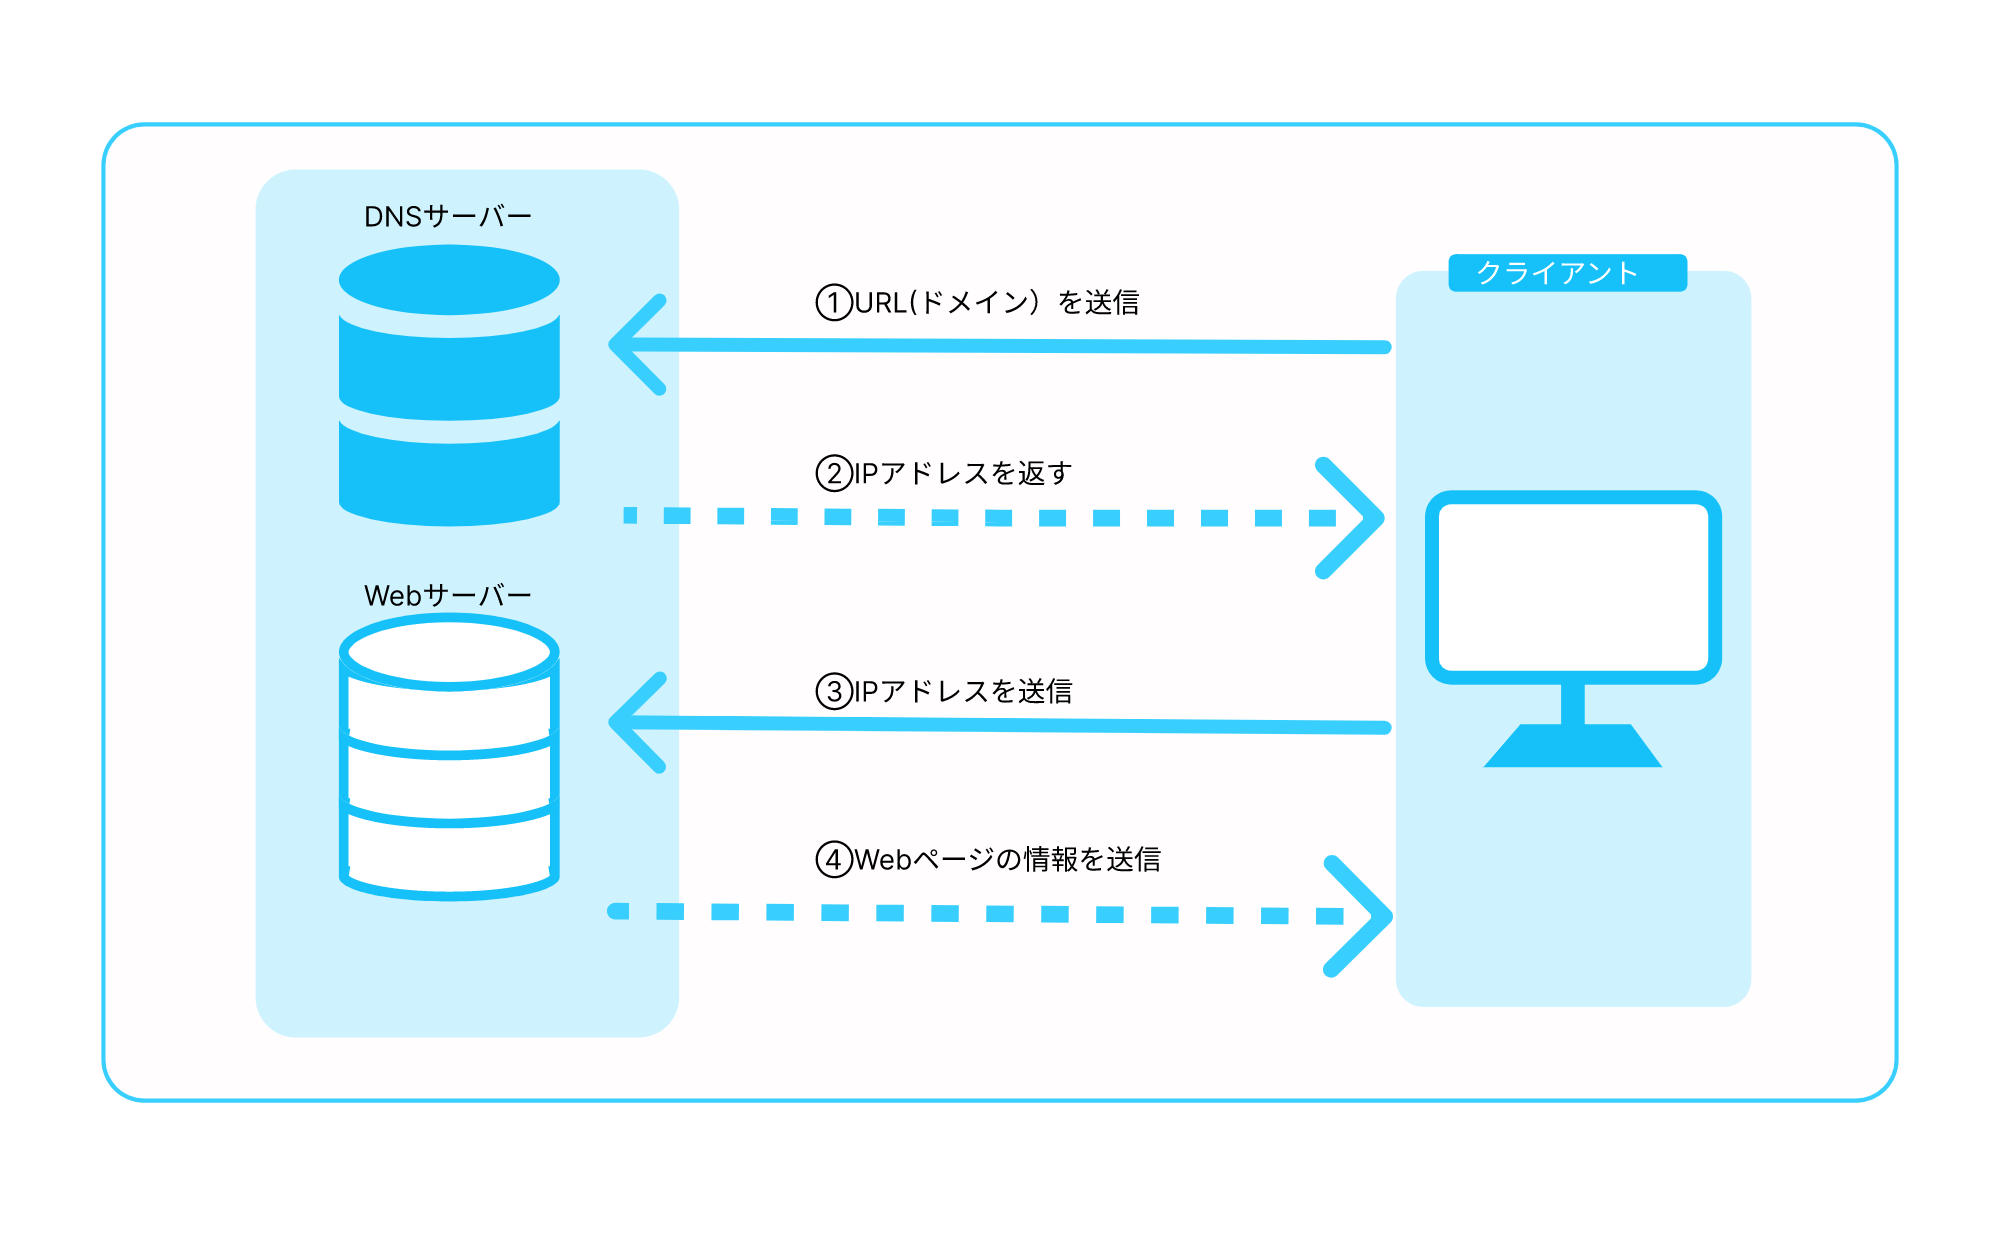 DNSサーバー
クライアント
①URL(ドメイン）を送信
②IPアドレスを返す
Webサーバー
③IPアドレスを送信
④Webページの情報を送信